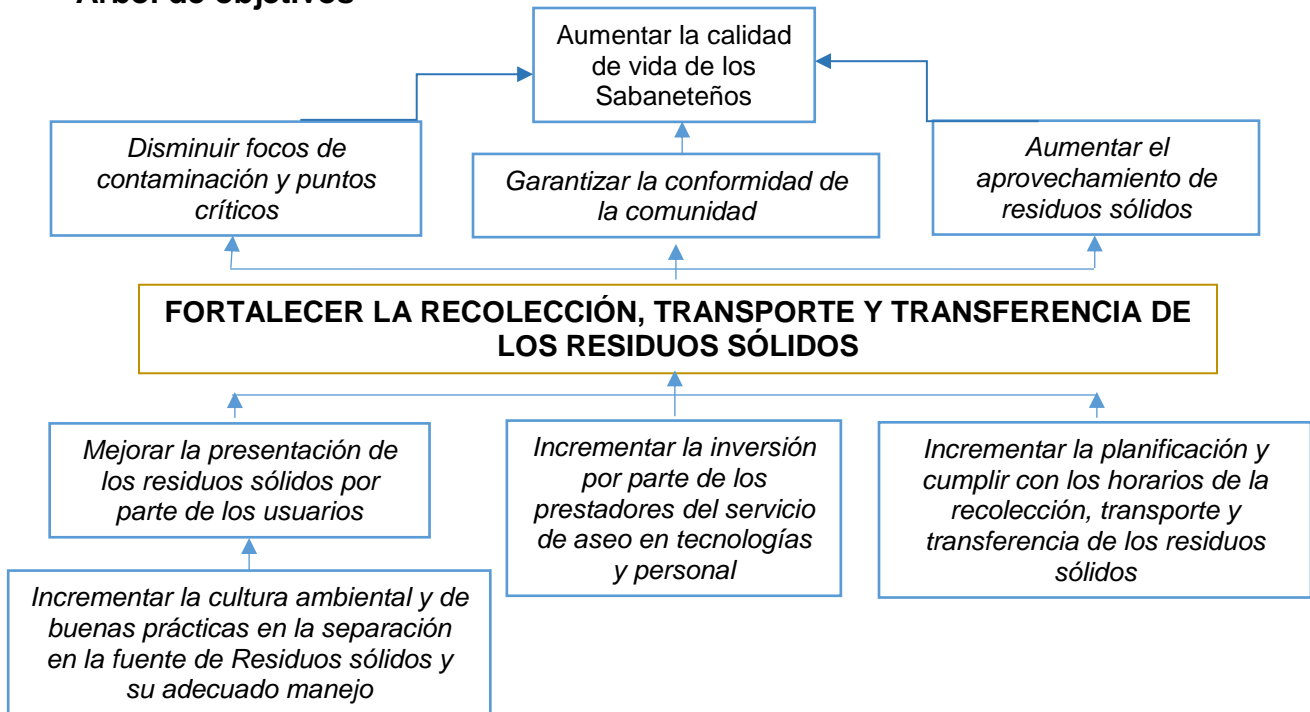 Árbol de objetivos
Aumentar la calidad
de vida de los
Sabaneteños
Disminuir focos de
contaminación y puntos
críticos
Garantizar la conformidad de
la comunidad
Aumentar el
aprovechamiento de
residuos sólidos
FORTALECER LA RECOLECCIÓN, TRANSPORTE Y TRANSFERENCIA DE
LOS RESIDUOS SÓLIDOS
Mejorar la presentación de
los residuos sólidos por
parte de los usuarios
Incrementar la inversión
por parte de los
prestadores del servicio
de aseo en tecnologías
y personal
Incrementar la planificación y
cumplir con los horarios de la
recolección, transporte y
transferencia de los residuos
sólidos
Incrementar la cultura ambiental y de
buenas prácticas en la separación
en la fuente de Residuos sólidos y
su adecuado manejo